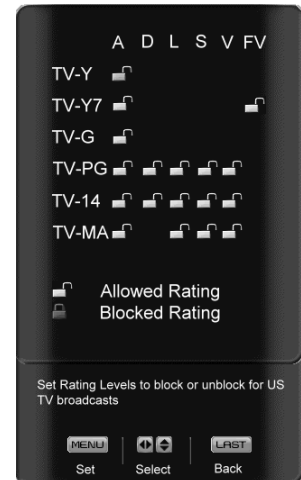 A D L S V FV
TV-Y
TV-Y7
TV-G
TV-PG
TV-14
TV-MA
Allowed Rating
Blocked Rating
Set Rating Levels to block or unblock for US
TV broadcasts
MENU LAST
Set Select Back